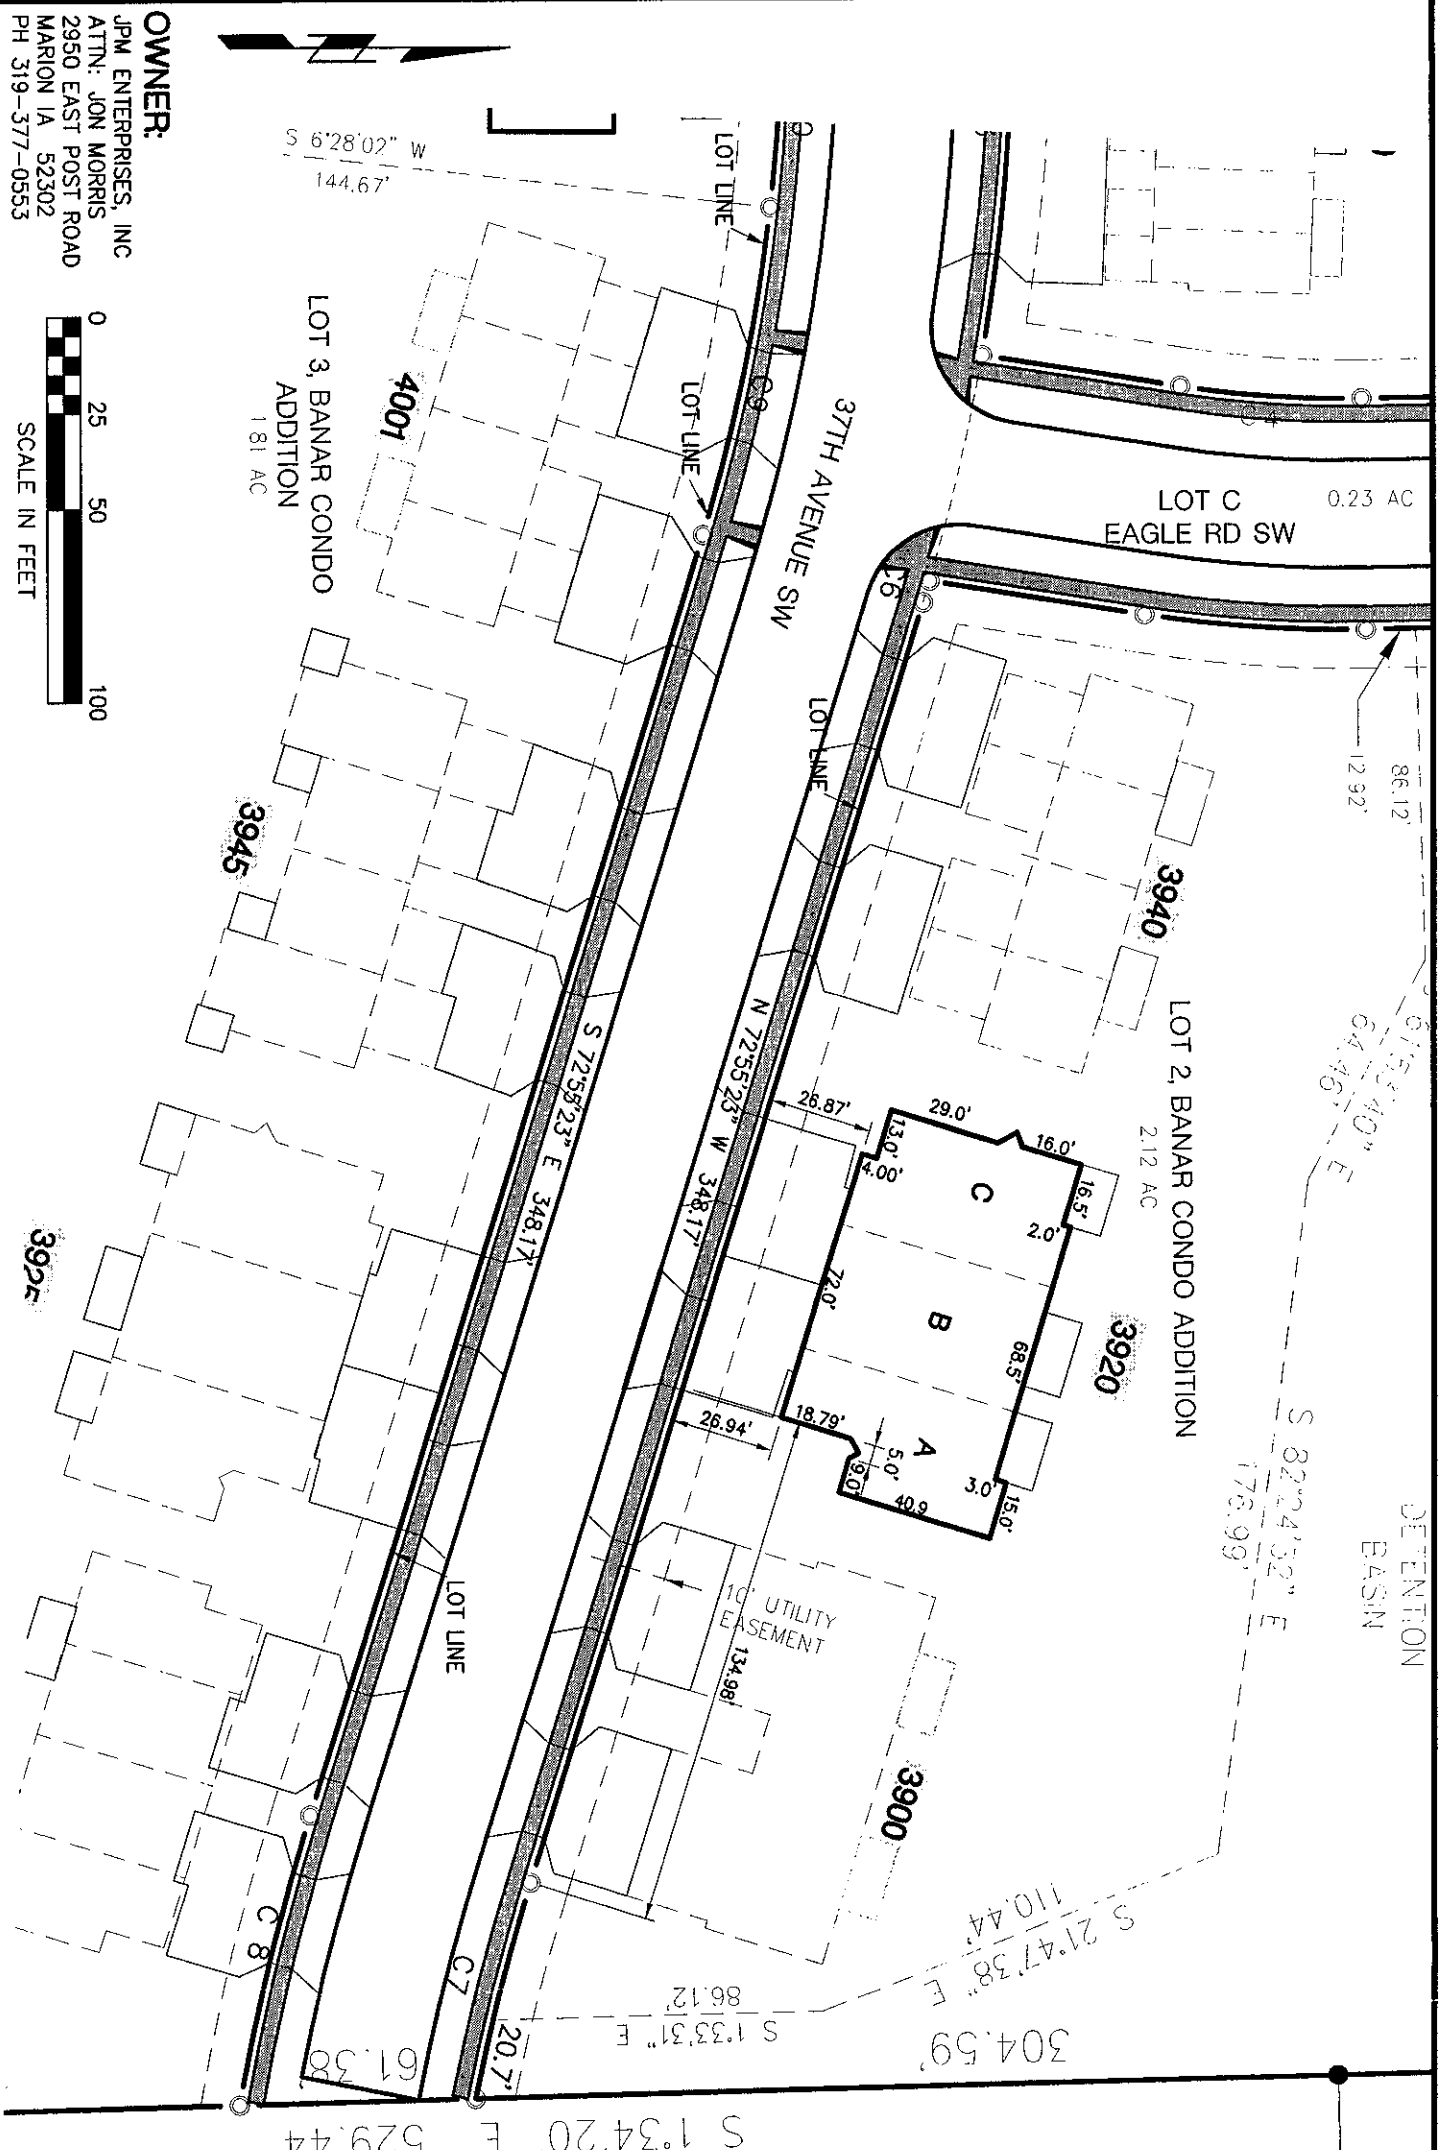 OWNER:
JPM ENTERPRISES, INC
ATTN: JON MORRIS
2950 EAST POST ROAD
MARION IA 52302
PH 319-377-0553
0 25 50 100
SCALE IN FEET
S 6°28'02" W
144.67'
LOT LINE
LOT LINE
LOT 3, BANAR CONDO
ADDITION
1.81 AC
4001
3945
3925
C9
37TH AVENUE SW
C 4
LOT C
EAGLE RD SW
0.23 AC
C6
LOT LINE
86.12'
12.92'
3940
LOT 2, BANAR CONDO ADDITION
2.12 AC
64.46'
S 82°24'32" E
176.99'
DETENTION
BASIN
N 72°55'23" W 348.17'
S 72°55'23" E 348.17'
26.87'
29.0'
16.0'
13.0'
4.00'
16.5'
2.0'
C
B
A
72.0'
68.5'
3920
18.79'
5.0'
9.0'
3.0'
15.0'
40.9
26.94'
10' UTILITY
EASEMENT
134.98'
LOT LINE
3900
S 21°47'38" E
110.44'
S 1°33'31" E
86.12'
304.59'
C7
C 8
20.7'
61.38'
S 1°34'20" E 529.44